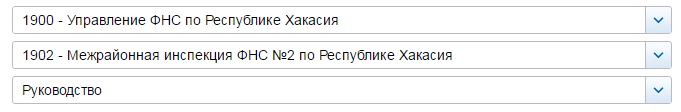 1900 - Управление ФНС по Республике Хакасия
1902 - Межрайонная инспекция ФНС №2 по Республике Хакасия
Руководство